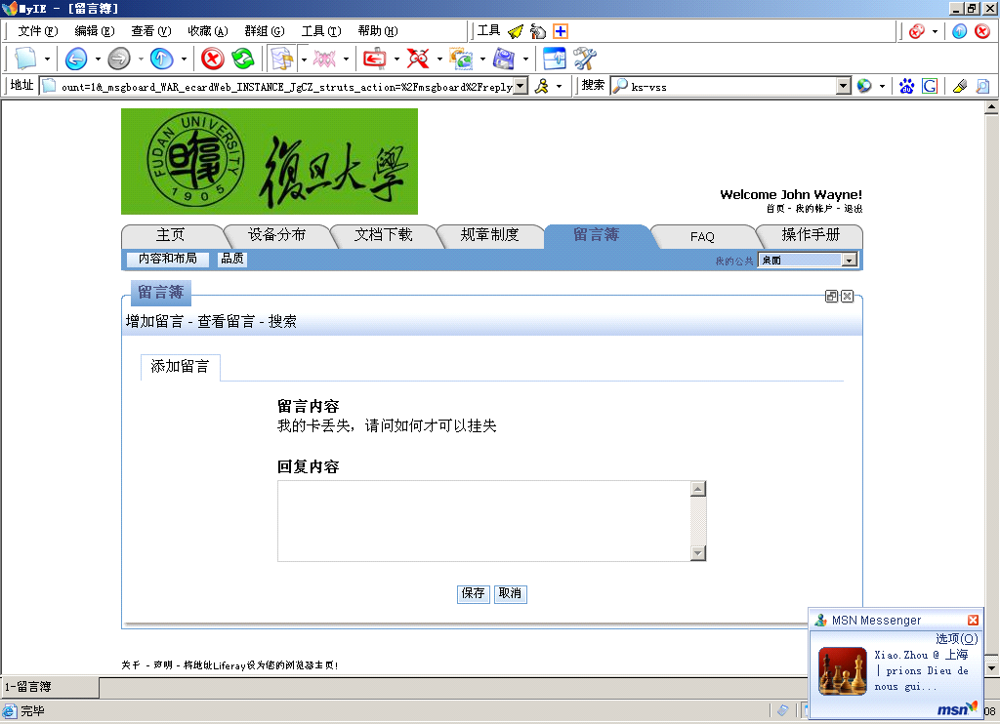 MyIE - [留言簿]
文件(F) 编辑(E) 查看(V) 收藏(A) 群组(G) 工具(T) 帮助(H) 工具
地址 ount=1&_msgboard_WAR_ecardWeb_INSTANCE_JgCZ_struts_action=%2Fmsgboard%2Freply 搜索 ks-vss
FUDAN UNIVERSITY
1905
復旦大學
Welcome John Wayne!
首页 - 我的帐户 - 退出
主页 设备分布 文档下载 规章制度 留言簿 FAQ 操作手册
内容和布局 品质 我的公共 桌面
留言簿
增加留言 - 查看留言 - 搜索
添加留言
留言内容
我的卡丢失，请问如何才可以挂失
回复内容
保存 取消
关于 - 声明 - 将地址Liferay设为您的浏览器主页!
MSN Messenger
选项(O)
Xiao.Zhou @ 上海
| prions Dieu de
nous gui...
msn
1-留言簿
完毕
08